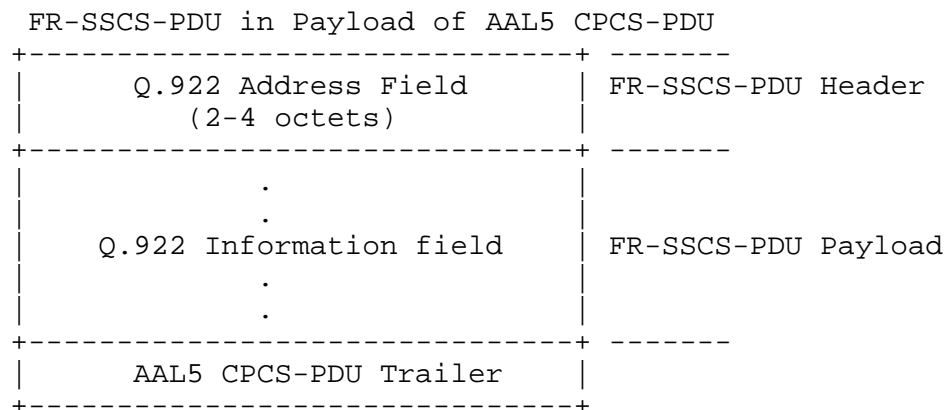 FR-SSCS-PDU in Payload of AAL5 CPCS-PDU
+-------------------------------+ -------
|       Q.922 Address Field      | FR-SSCS-PDU Header
|          (2-4 octets)          |
+-------------------------------+ -------
|              .                 |
|              .                 |
|     Q.922 Information field    | FR-SSCS-PDU Payload
|              .                 |
|              .                 |
+-------------------------------+ -------
|       AAL5 CPCS-PDU Trailer    |
+-------------------------------+